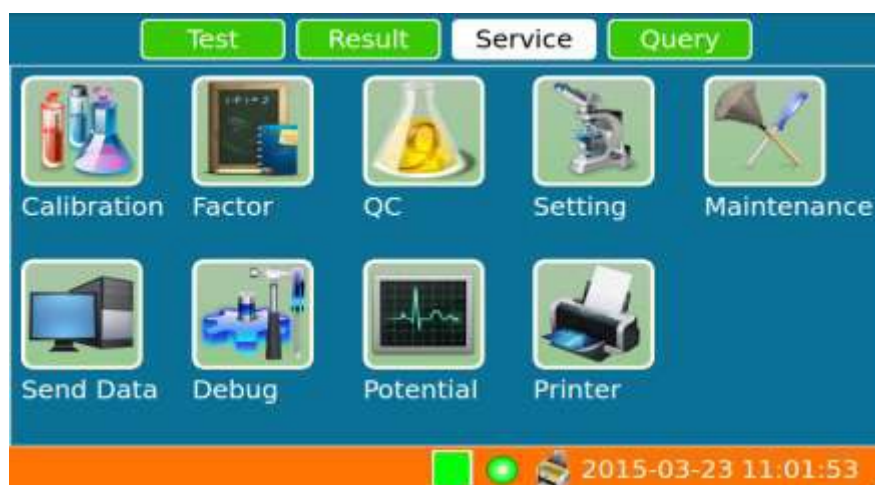 Test Result Service Query
Calibration Factor QC Setting Maintenance
Send Data Debug Potential Printer
2015-03-23 11:01:53